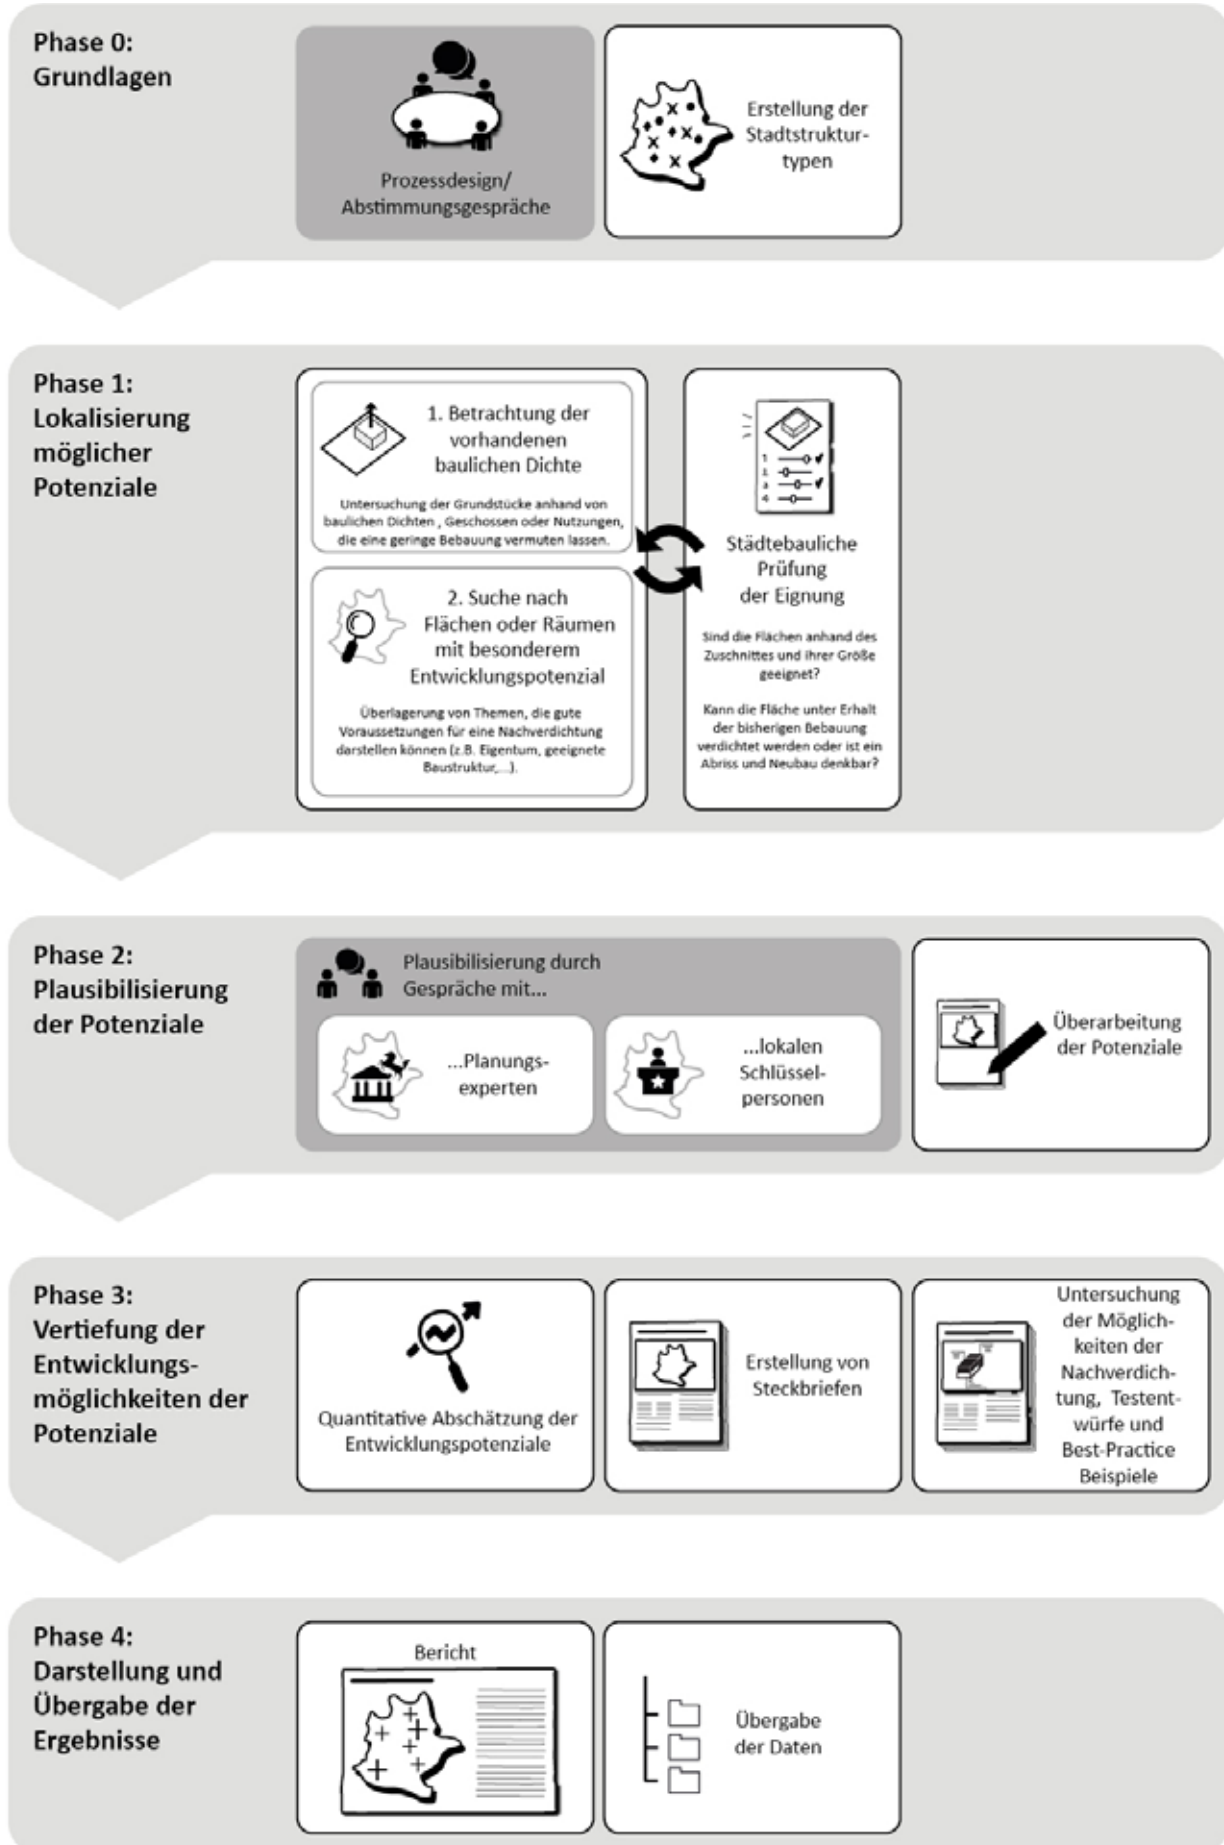 Phase 0:
Grundlagen
Prozessdesign/
Abstimmungsgespräche
Erstellung der
Stadtstruktur-
typen
Phase 1:
Lokalisierung
möglicher
Potenziale
1. Betrachtung der
vorhandenen
baulichen Dichte
Untersuchung der Grundstücke anhand von
baulichen Dichten , Geschossen oder Nutzungen,
die eine geringe Bebauung vermuten lassen.
2. Suche nach
Flächen oder Räumen
mit besonderem
Entwicklungspotenzial
Überlagerung von Themen, die gute
Voraussetzungen für eine Nachverdichtung
darstellen können (z.B. Eigentum, geeignete
Baustruktur,...).
1
2
3
4
Städtebauliche
Prüfung
der Eignung
Sind die Flächen anhand des
Zuschnittes und ihrer Größe
geeignet?
Kann die Fläche unter Erhalt
der bisherigen Bebauung
verdichtet werden oder ist ein
Abriss und Neubau denkbar?
Phase 2:
Plausibilisierung
der Potenziale
Plausibilisierung durch
Gespräche mit...
...Planungs-
experten
...lokalen
Schlüssel-
personen
Überarbeitung
der Potenziale
Phase 3:
Vertiefung der
Entwicklungs-
möglichkeiten der
Potenziale
Quantitative Abschätzung der
Entwicklungspotenziale
Erstellung von
Steckbriefen
Untersuchung
der Möglich-
keiten der
Nachverdich-
tung, Testent-
würfe und
Best-Practice
Beispiele
Phase 4:
Darstellung und
Übergabe der
Ergebnisse
Bericht
Übergabe
der Daten